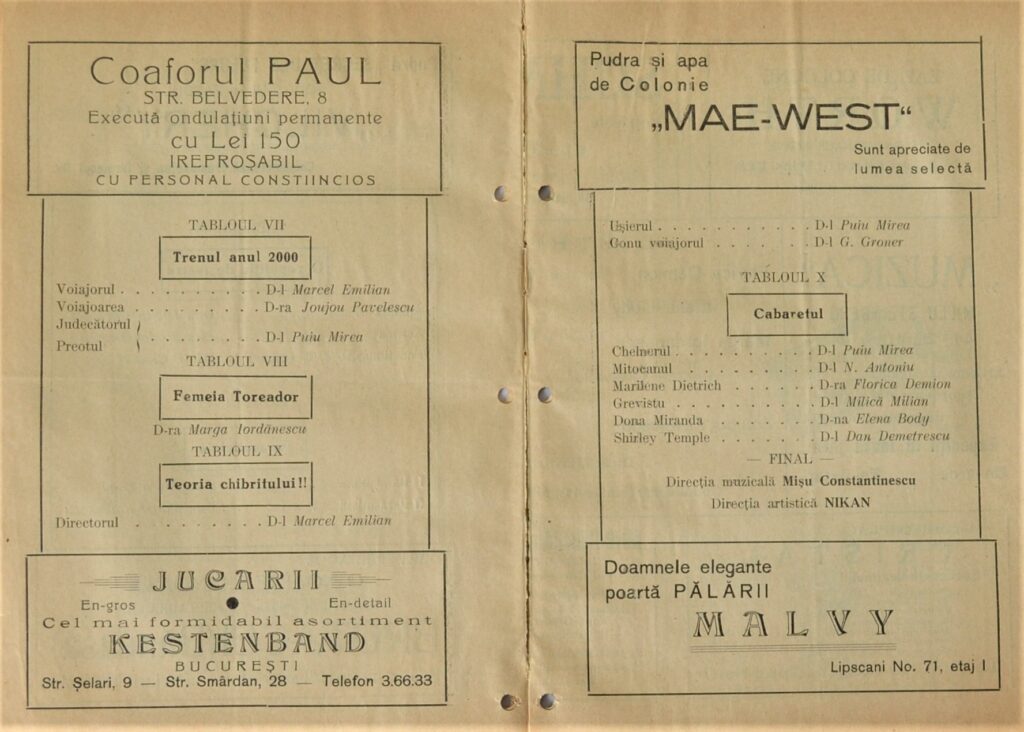 Coaforul PAUL
STR. BELVEDERE, 8
Execută ondulațiuni permanente
cu Lei 150
IREPROȘABIL
CU PERSONAL CONSTIINCIOS
TABLOUL VII
Trenul anul 2000
Voiajorul . . . . . . . . . . D-l Marcel Emilian
Voiajoarea . . . . . . . . . D-ra Joujou Pavelescu
Judecătorul
Preotul . . . . . . . . D-l Puiu Mirea
TABLOUL VIII
Femeia Toreador
D-ra Marga Iordănescu
TABLOUL IX
Teoria chibritului!!
Directorul . . . . . . . . . D-l Marcel Emilian
JUCARII
En-gros En-detail
Cel mai formidabil asortiment
KESTENBAND
BUCUREȘTI
Str. Șelari, 9 — Str. Smârdan, 28 — Telefon 3.66.33
Pudra și apa
de Colonie
„MAE-WEST“
Sunt apreciate de
lumea selectă
Ușierul . . . . . . . . . . . D-l Puiu Mirea
Gonu voiajorul . . . . . . . D-l G. Groner
TABLOUL X
Cabaretul
Chelnerul . . . . . . . . . . D-l Puiu Mirea
Mitocanul . . . . . . . . . D-l N. Antoniu
Marilene Dietrich . . . . . . D-ra Florica Demion
Grevistu . . . . . . . . . . D-l Milică Milian
Dona Miranda . . . . . . . D-na Elena Body
Shirley Temple . . . . . . . D-l Dan Demetrescu
— FINAL —
Direcția muzicală Mișu Constantinescu
Direcția artistică NIKAN
Doamnele elegante
poartă PĂLĂRII
MALVY
Lipscani No. 71, etaj I